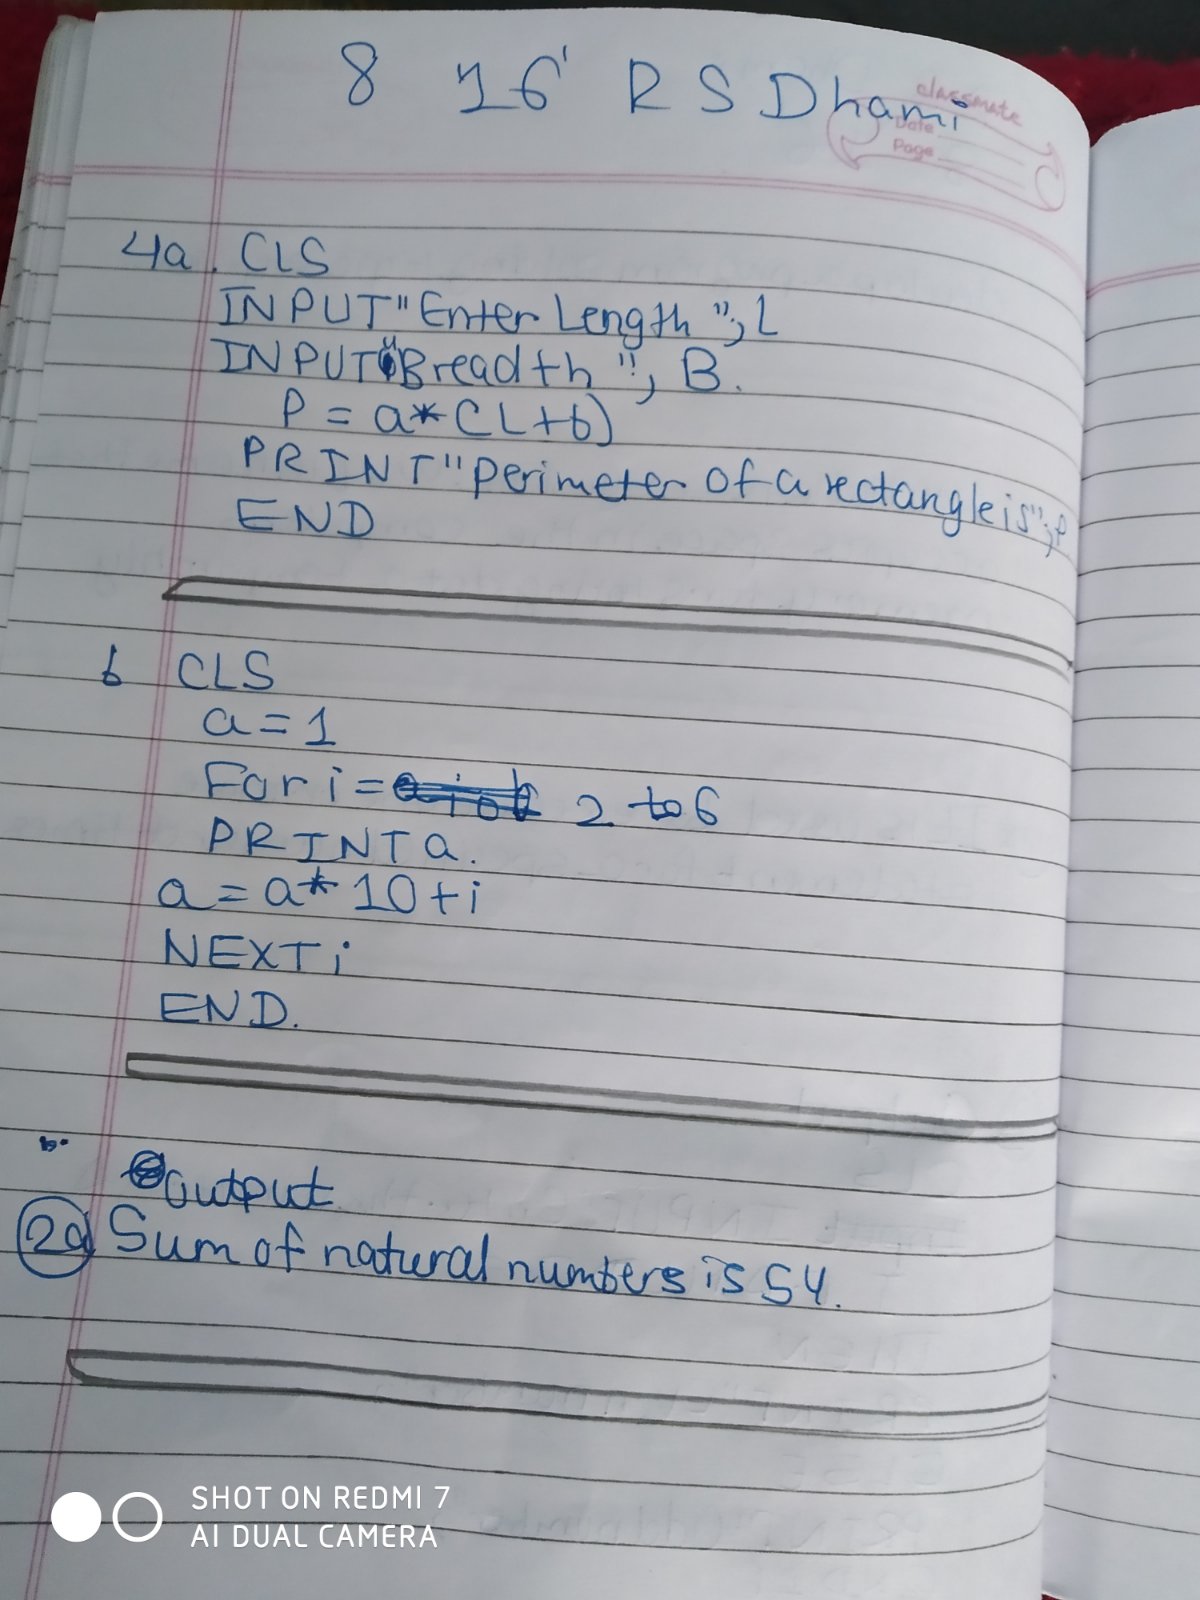 8 16' R S Dhami
classmate
Date
Page
4a. CLS
INPUT "Enter Length "; L
INPUT "Breadth "; B.
P = a* (L+b)
PRINT "Perimeter of a rectangle is"; P
END
b CLS
a = 1
For i = 2 to 6
PRINT a.
a = a* 10 + i
NEXT i
END.
b.
output
2a Sum of natural numbers is 54.
SHOT ON REDMI 7
AI DUAL CAMERA